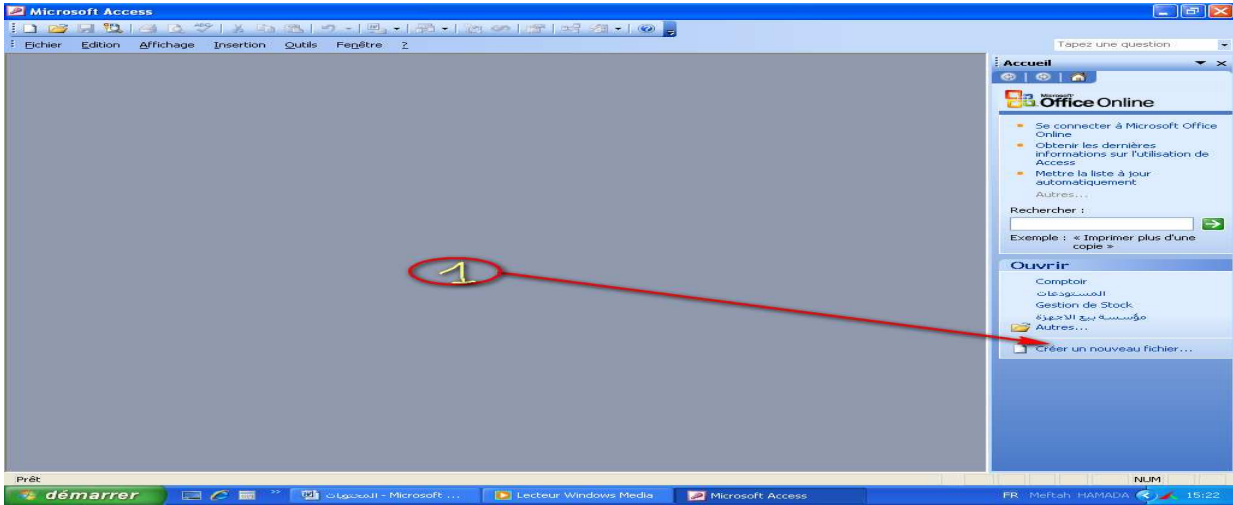 Microsoft Access
Fichier Edition Affichage Insertion Outils Fenêtre ?
Tapez une question
Accueil
Microsoft
Office Online
Se connecter à Microsoft Office
Online
Obtenir les dernières
informations sur l'utilisation de
Access
Mettre la liste à jour
automatiquement
Autres...
Rechercher :
Exemple : « Imprimer plus d'une
copie »
1
Ouvrir
Comptoir
المستودعات
Gestion de Stock
مؤسسة بيع الاجهزة
Autres...
Créer un nouveau fichier...
Prêt
NUM
démarrer
المحتويات - Microsoft ...
Lecteur Windows Media
Microsoft Access
FR Meftah HAMADA 15:22